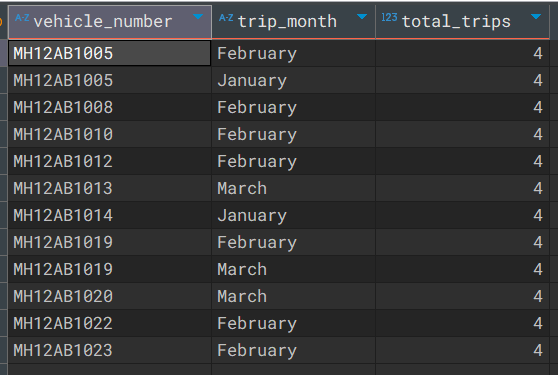 A-Z vehicle_number A-Z trip_month 123 total_trips
MH12AB1005 February 4
MH12AB1005 January 4
MH12AB1008 February 4
MH12AB1010 February 4
MH12AB1012 February 4
MH12AB1013 March 4
MH12AB1014 January 4
MH12AB1019 February 4
MH12AB1019 March 4
MH12AB1020 March 4
MH12AB1022 February 4
MH12AB1023 February 4